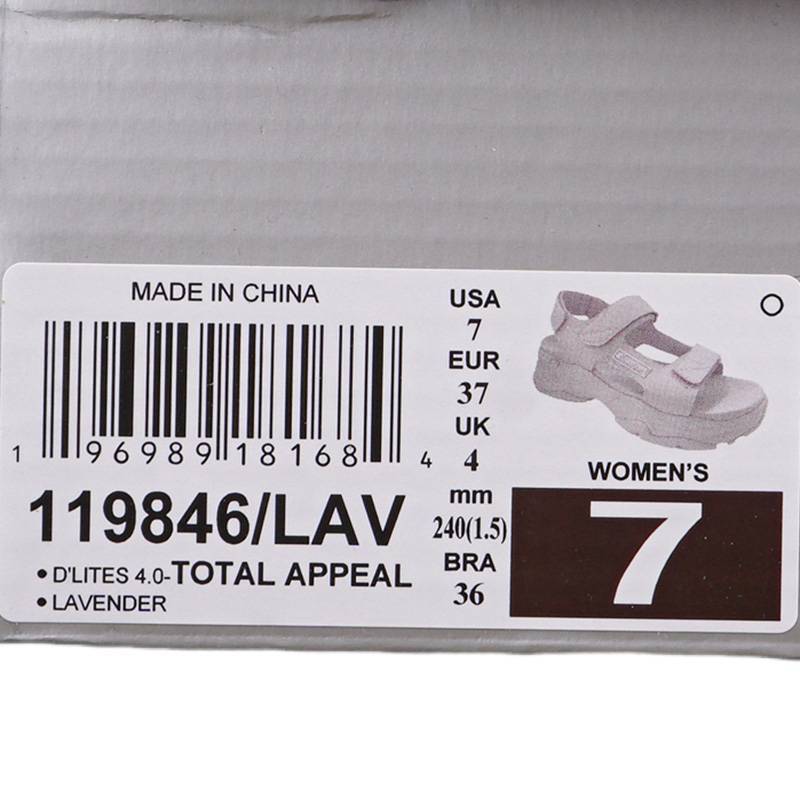 MADE IN CHINA
1 96989 18168 4
119846/LAV
• D'LITES 4.0-TOTAL APPEAL
• LAVENDER
USA
7
EUR
37
UK
4
mm
240(1.5)
BRA
36
WOMEN'S
7